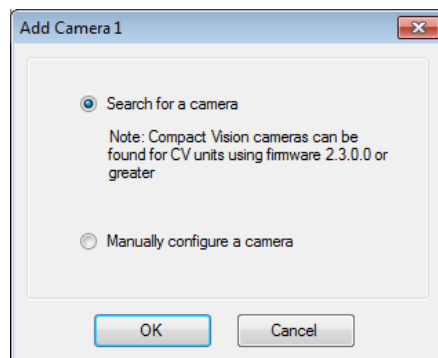 Add Camera 1
Search for a camera
Note: Compact Vision cameras can be
found for CV units using firmware 2.3.0.0 or
greater
Manually configure a camera
OK
Cancel